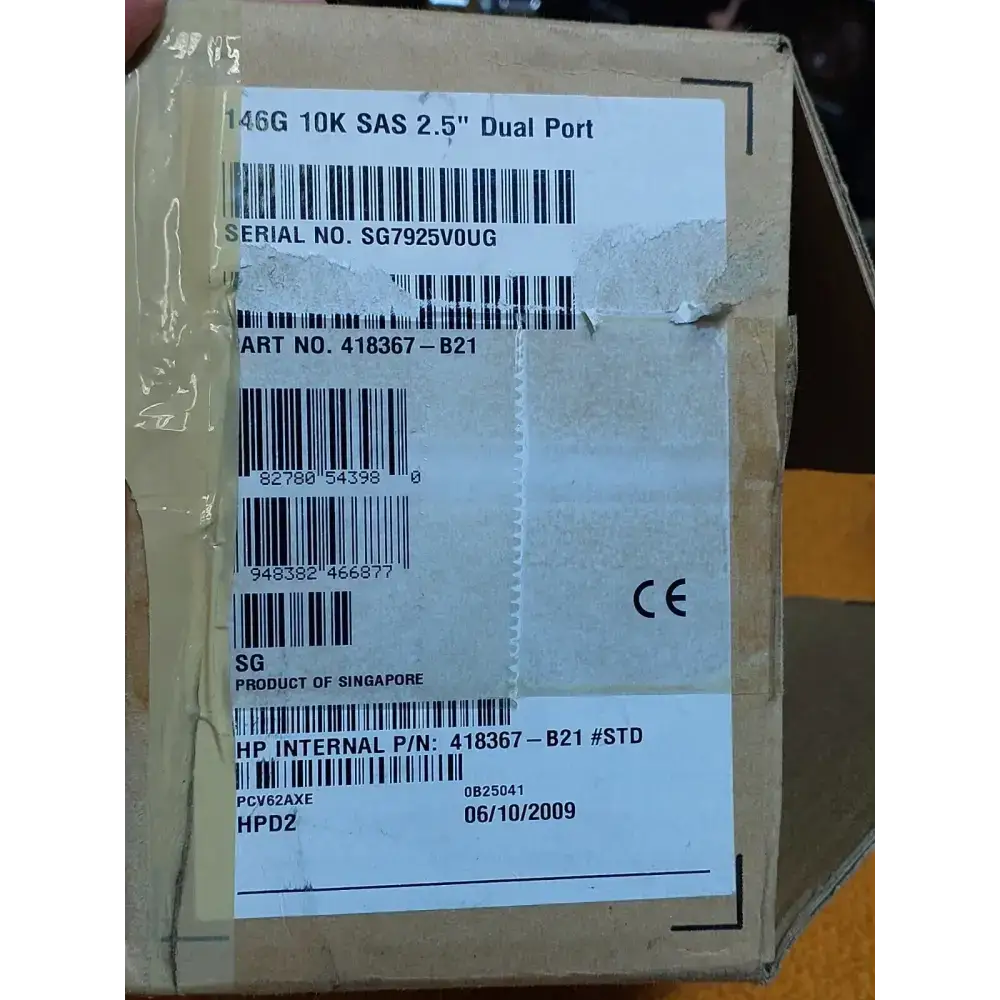 146G 10K SAS 2.5" Dual Port
SERIAL NO. SG7925V0UG
ART NO. 418367-B21
82780 54398 0
948382 466877
CE
SG
PRODUCT OF SINGAPORE
HP INTERNAL P/N: 418367-B21 #STD
PCV62AXE 0B25041
HPD2 06/10/2009